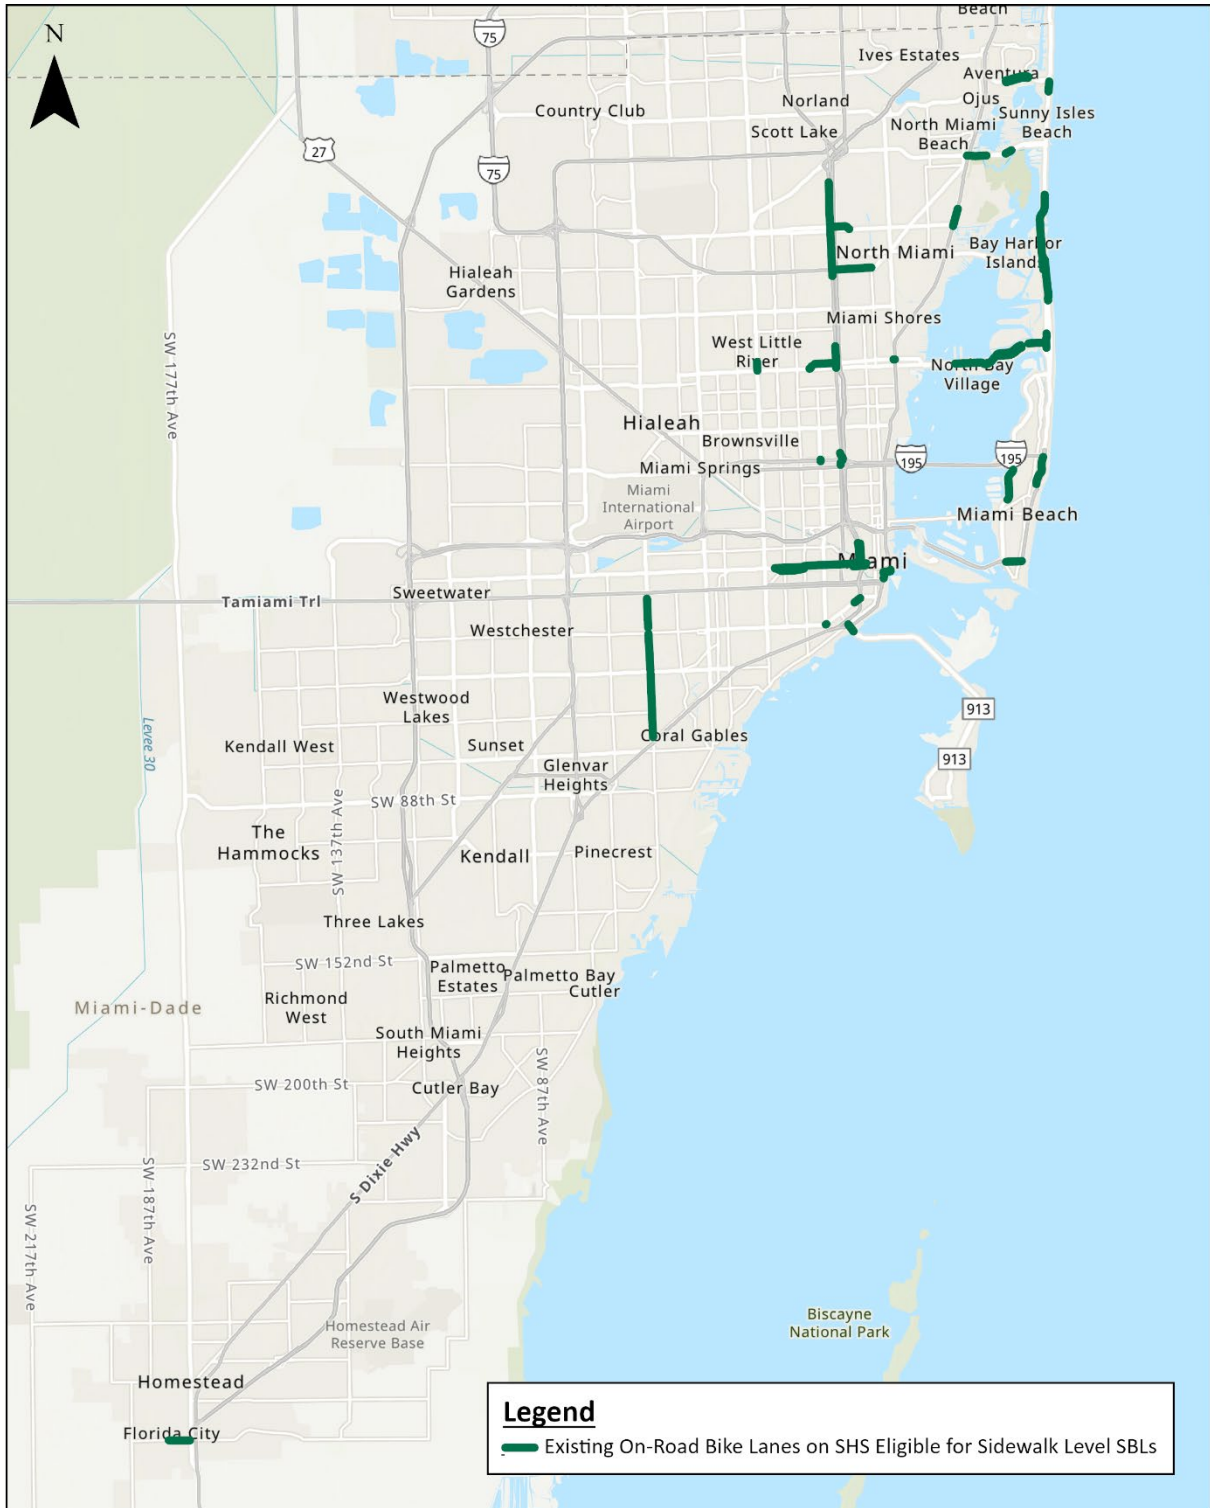 Beach
N
75
Ives Estates
Aventura
Country Club
Norland
Ojus
Sunny Isles
Beach
Scott Lake
North Miami
Beach
27
75
North Miami
Bay Harbor
Islands
Hialeah
Gardens
Miami Shores
West Little
River
North Bay
Village
SW 177th Ave
Hialeah
Brownsville
Miami Springs
195
195
Miami
International
Airport
Miami Beach
Miami
Sweetwater
Tamiami Trl
Westchester
Westwood
Lakes
913
Levee 30
Kendall West
Sunset
Coral Gables
Glenvar
Heights
913
SW 88th St
SW 137th Ave
The
Hammocks
Kendall
Pinecrest
Three Lakes
SW 152nd St
Palmetto
Estates
Palmetto Bay
Cutler
Miami-Dade
Richmond
West
South Miami
Heights
SW 87th Ave
SW 200th St
Cutler Bay
S Dixie Hwy
SW 232nd St
SW 187th Ave
SW 217th Ave
Homestead Air
Reserve Base
Biscayne
National Park
Homestead
Florida City
Legend
Existing On-Road Bike Lanes on SHS Eligible for Sidewalk Level SBLs